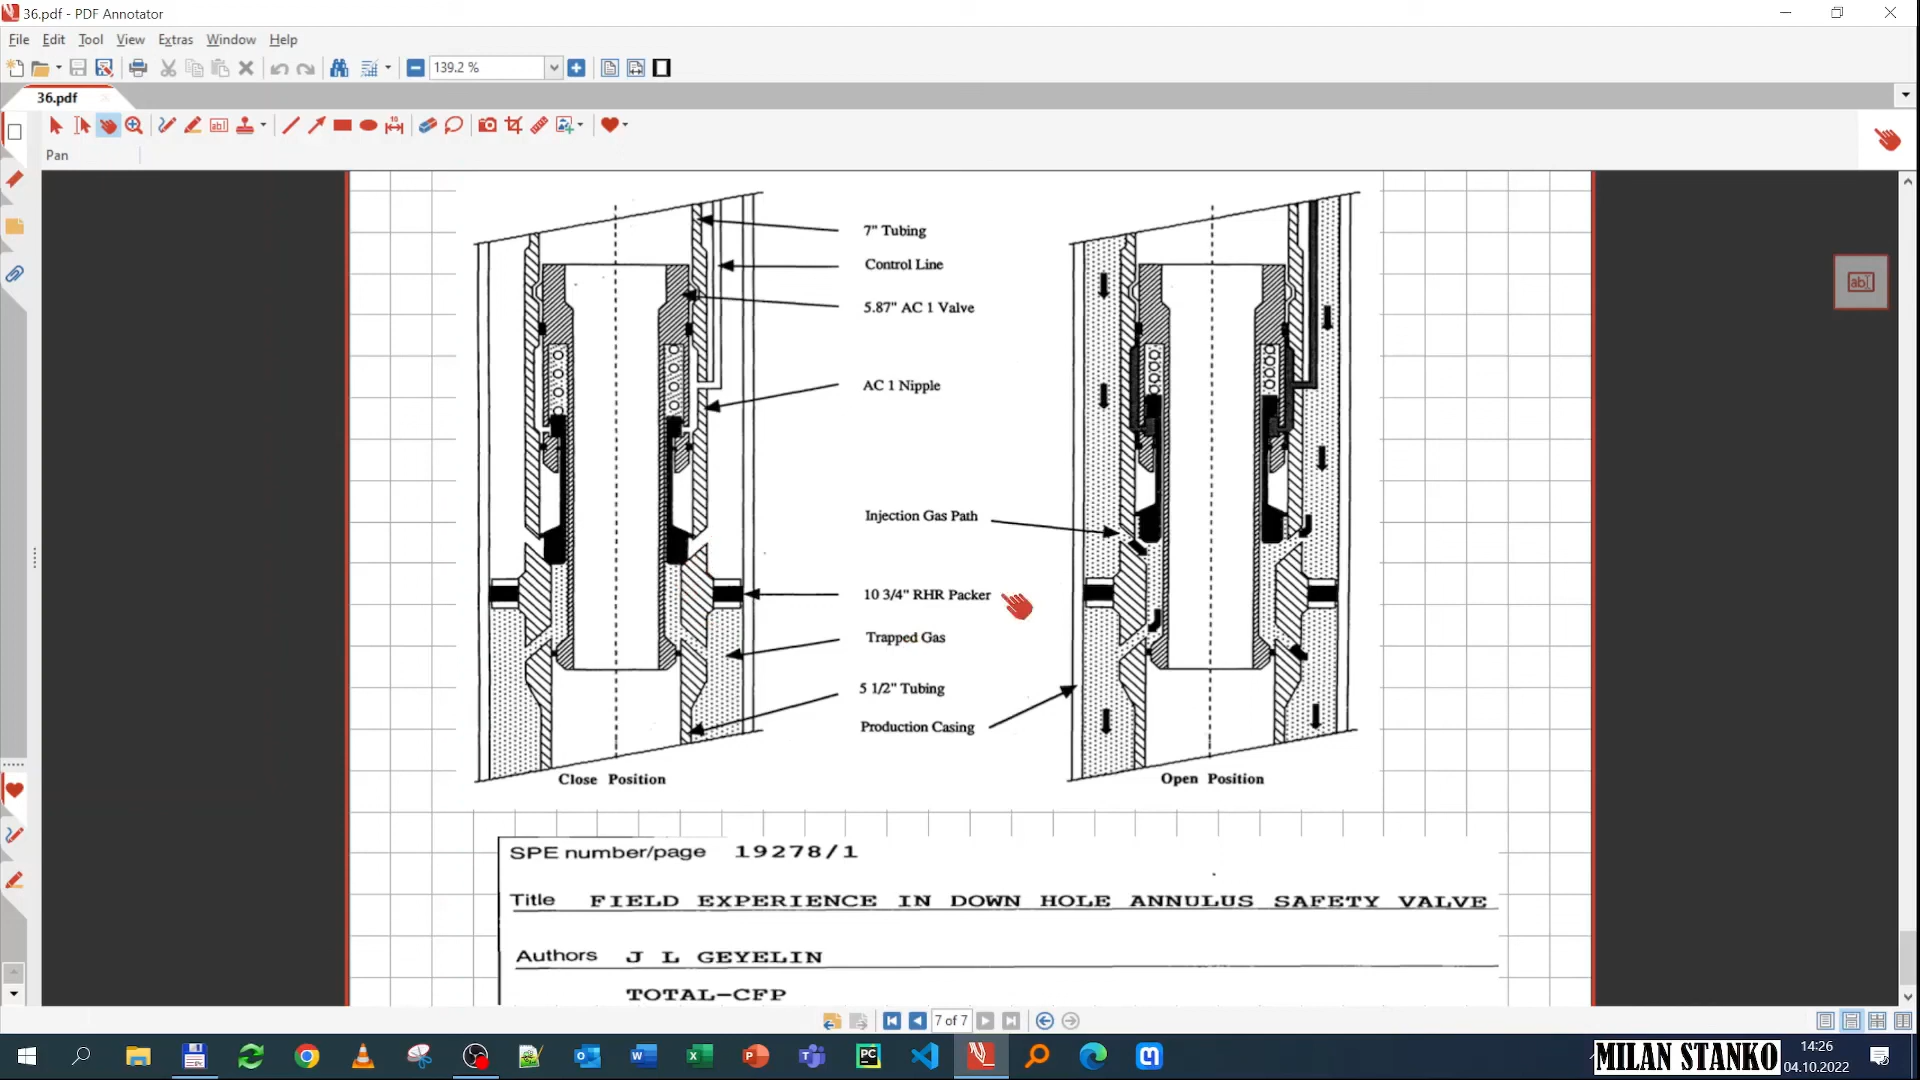 36.pdf - PDF Annotator
File Edit Tool View Extras Window Help
139.2 %
36.pdf
Pan
7" Tubing
Control Line
5.87" AC 1 Valve
AC 1 Nipple
Injection Gas Path
10 3/4" RHR Packer
Trapped Gas
5 1/2" Tubing
Production Casing
Close Position
Open Position
SPE number/page 19278/1
Title FIELD EXPERIENCE IN DOWN HOLE ANNULUS SAFETY VALVE
Authors J L GEYELIN
TOTAL-CFP
7 of 7
MILAN STANKO
14:26
04.10.2022